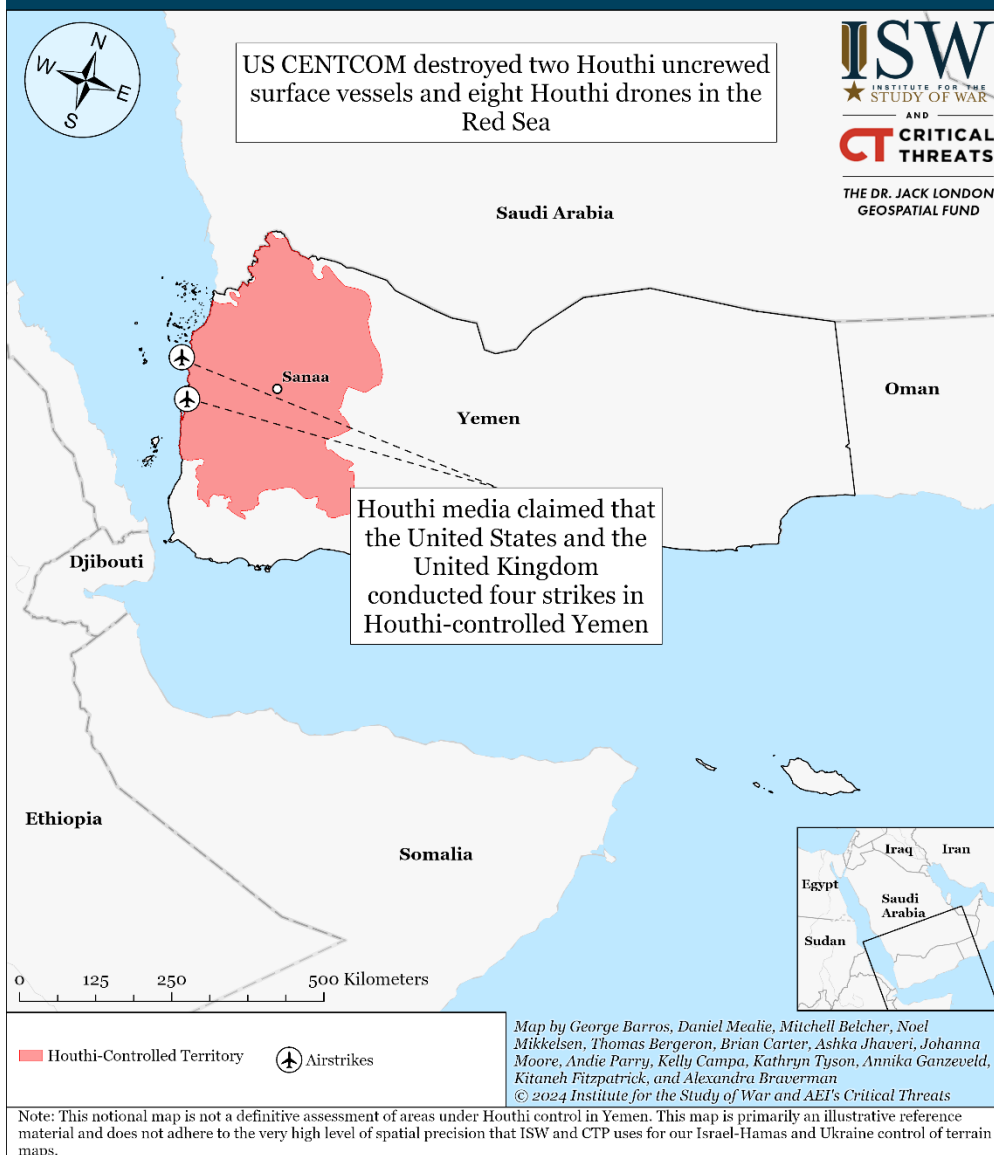 N
W
E
S
US CENTCOM destroyed two Houthi uncrewed
surface vessels and eight Houthi drones in the
Red Sea
ISW
INSTITUTE FOR THE
STUDY OF WAR
AND
CT CRITICAL
THREATS
THE DR. JACK LONDON
GEOSPATIAL FUND
Saudi Arabia
Sanaa
Oman
Yemen
Houthi media claimed that
the United States and the
United Kingdom
conducted four strikes in
Houthi-controlled Yemen
Djibouti
Ethiopia
Somalia
Iraq
Iran
Egypt
Saudi
Arabia
Sudan
0 125 250 500 Kilometers
Houthi-Controlled Territory
Airstrikes
Map by George Barros, Daniel Mealie, Mitchell Belcher, Noel
Mikkelsen, Thomas Bergeron, Brian Carter, Ashka Jhaveri, Johanna
Moore, Andie Parry, Kelly Campa, Kathryn Tyson, Annika Ganzeveld,
Kitaneh Fitzpatrick, and Alexandra Braverman
© 2024 Institute for the Study of War and AEI's Critical Threats
Note: This notional map is not a definitive assessment of areas under Houthi control in Yemen. This map is primarily an illustrative reference
material and does not adhere to the very high level of spatial precision that ISW and CTP uses for our Israel-Hamas and Ukraine control of terrain
maps.